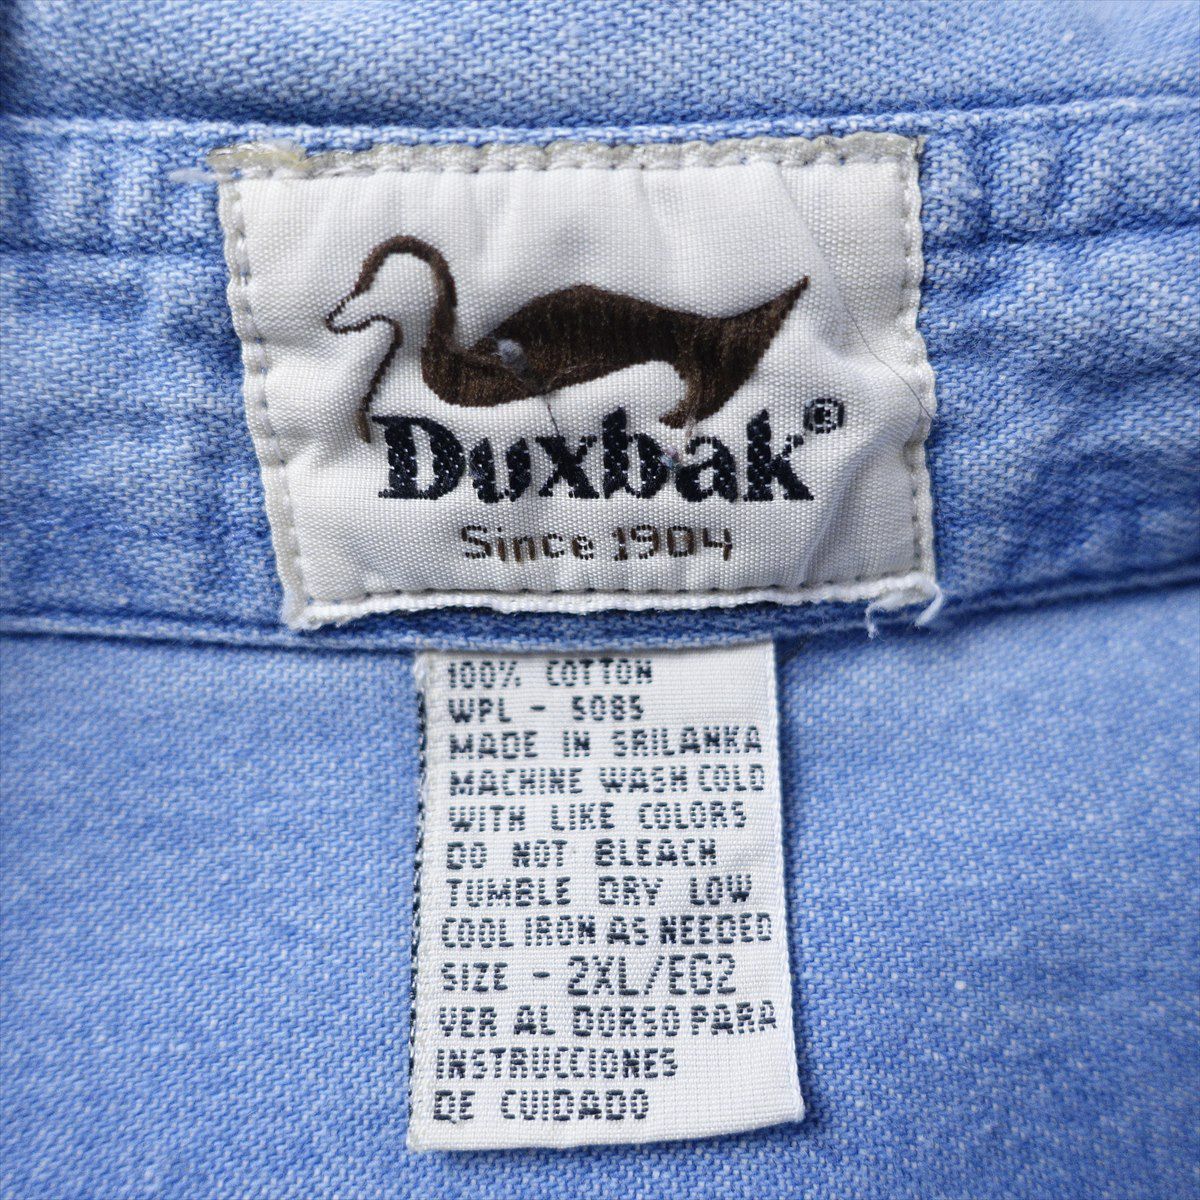 Duxbak®
Since 1904
100% COTTON
WPL - 5085
MADE IN SRILANKA
MACHINE WASH COLD
WITH LIKE COLORS
DO NOT BLEACH
TUMBLE DRY LOW
COOL IRON AS NEEDED
SIZE - 2XL/EG2
VER AL DORSO PARA
INSTRUCCIONES
DE CUIDADO